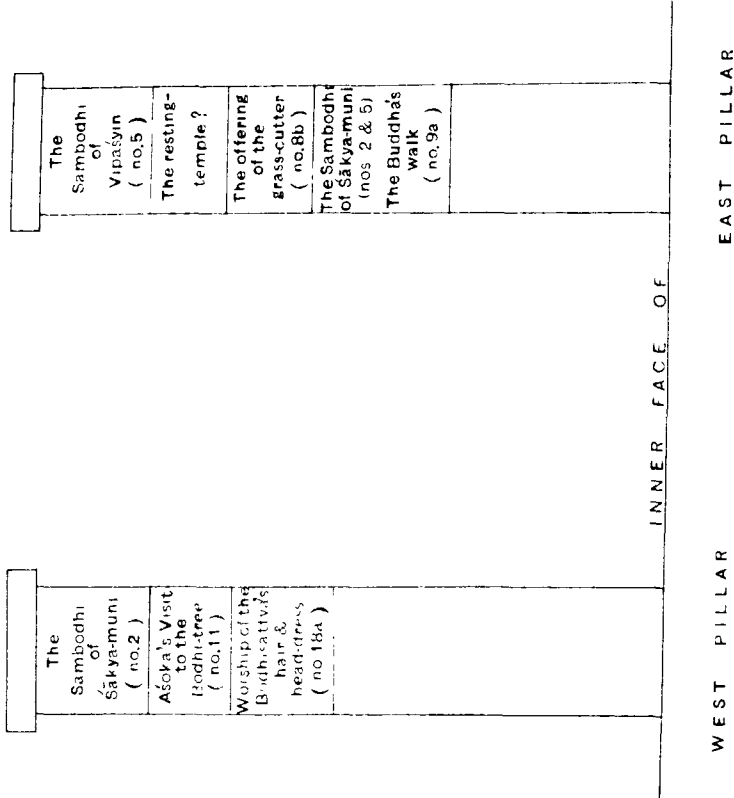 The
Sambodhi
of
Śākya-muni
( no.2 )
Aśoka's Visit
to the
Bodhi-tree
( no.11 )
Worship of the
Bodhisattva's
hair &
head-dress
( no 18a )
The
Sambodhi
of
Vipaśyin
( no.5 )
The resting-
temple ?
The offering
of the
grass-cutter
( no.8b )
The Sambodhi
of Śākya-muni
(nos 2 & 5)
The Buddha's
walk
( no.9a )
INNER FACE OF
WEST PILLAR
EAST PILLAR